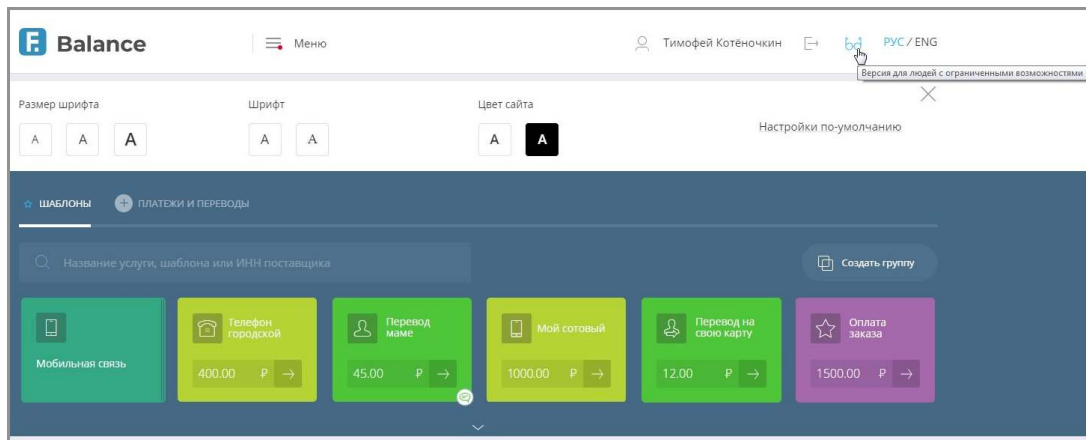 F. Balance
Меню
Тимофей Котёночкин
РУС / ENG
Версия для людей с ограниченными возможностями
Размер шрифта
Шрифт
Цвет сайта
A A A
A A
A A
Настройки по-умолчанию
ШАБЛОНЫ
ПЛАТЕЖИ И ПЕРЕВОДЫ
Название услуги, шаблона или ИНН поставщика
Создать группу
Мобильная связь
Телефон
городской
400.00 ₽
Перевод
маме
45.00 ₽
Мой сотовый
1000.00 ₽
Перевод на
свою карту
12.00 ₽
Оплата
заказа
1500.00 ₽